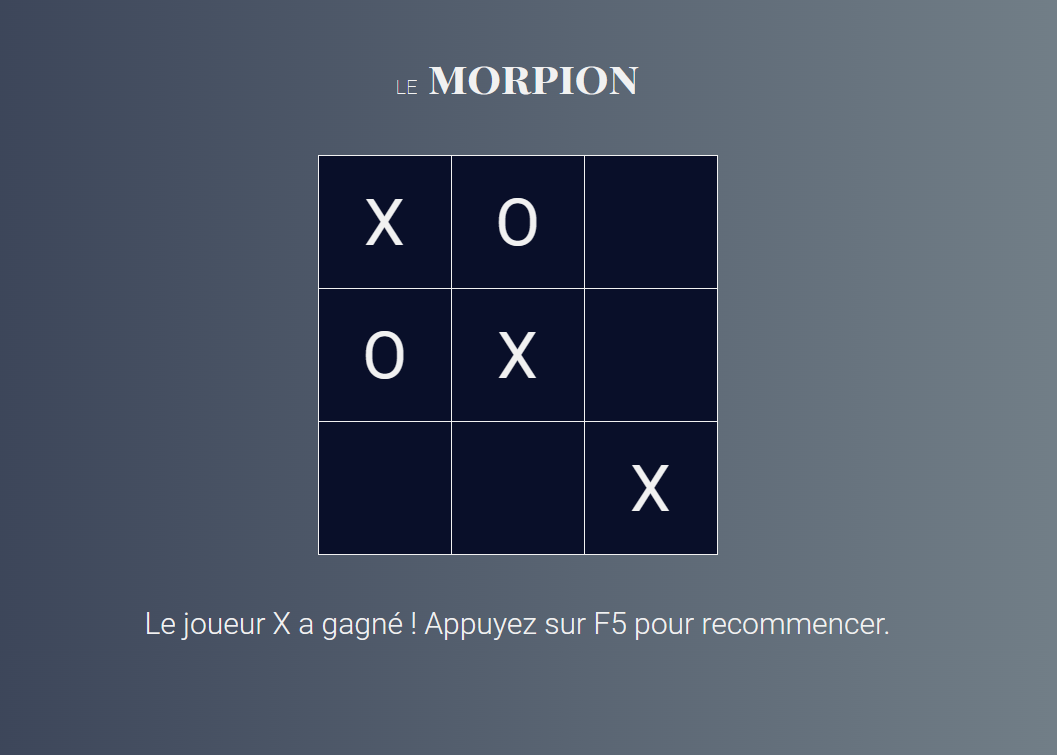 LE MORPION
X O
O X
X
Le joueur X a gagné ! Appuyez sur F5 pour recommencer.